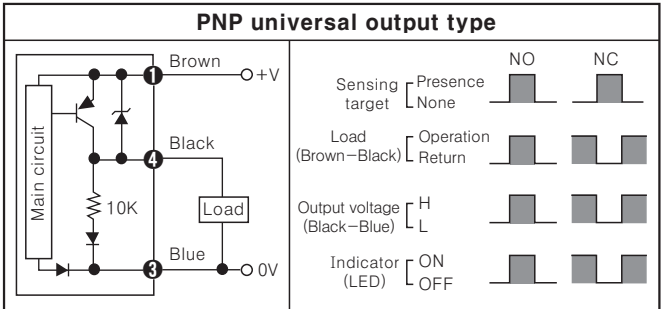 PNP universal output type
Main circuit
10K
1
Brown
+V
4
Black
Load
3
Blue
0V
NO
NC
Sensing target
Presence
None
Load
(Brown−Black)
Operation
Return
Output voltage
(Black−Blue)
H
L
Indicator
(LED)
ON
OFF